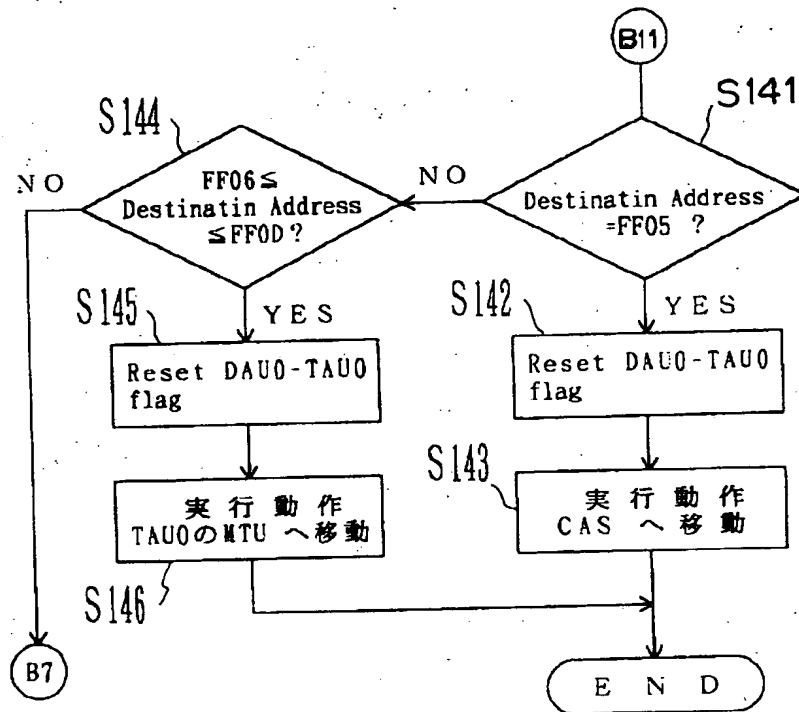 B11
S141
Destinatin Address
=FF05 ?
NO
YES
S144
FF06≤
Destinatin Address
≤FF0D?
NO
YES
S142
Reset DAU0-TAU0
flag
S143
実行動作
CAS へ移動
S145
Reset DAU0-TAU0
flag
実行動作
TAU0のMTU へ移動
S146
B7
END